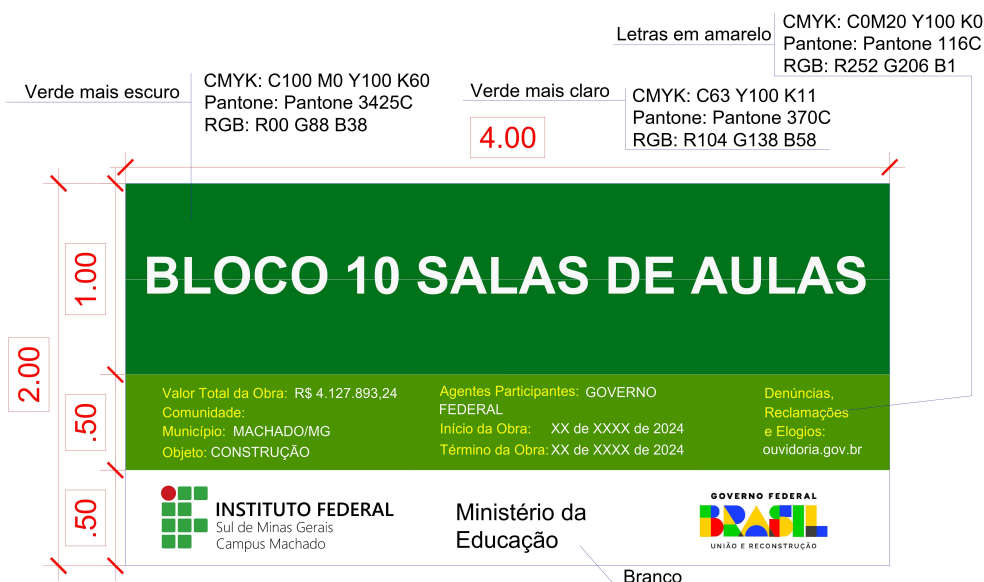 Letras em amarelo
CMYK: C0M20 Y100 K0
Pantone: Pantone 116C
RGB: R252 G206 B1
Verde mais escuro
CMYK: C100 M0 Y100 K60
Pantone: Pantone 3425C
RGB: R00 G88 B38
Verde mais claro
CMYK: C63 Y100 K11
Pantone: Pantone 370C
RGB: R104 G138 B58
4.00
1.00
2.00
.50
.50
BLOCO 10 SALAS DE AULAS
Valor Total da Obra: R$ 4.127.893,24
Comunidade:
Município: MACHADO/MG
Objeto: CONSTRUÇÃO
Agentes Participantes: GOVERNO
FEDERAL
Início da Obra: XX de XXXX de 2024
Término da Obra: XX de XXXX de 2024
Denúncias,
Reclamações
e Elogios:
ouvidoria.gov.br
INSTITUTO FEDERAL
Sul de Minas Gerais
Campus Machado
Ministério da
Educação
GOVERNO FEDERAL
BRASIL
UNIÃO E RECONSTRUÇÃO
Branco